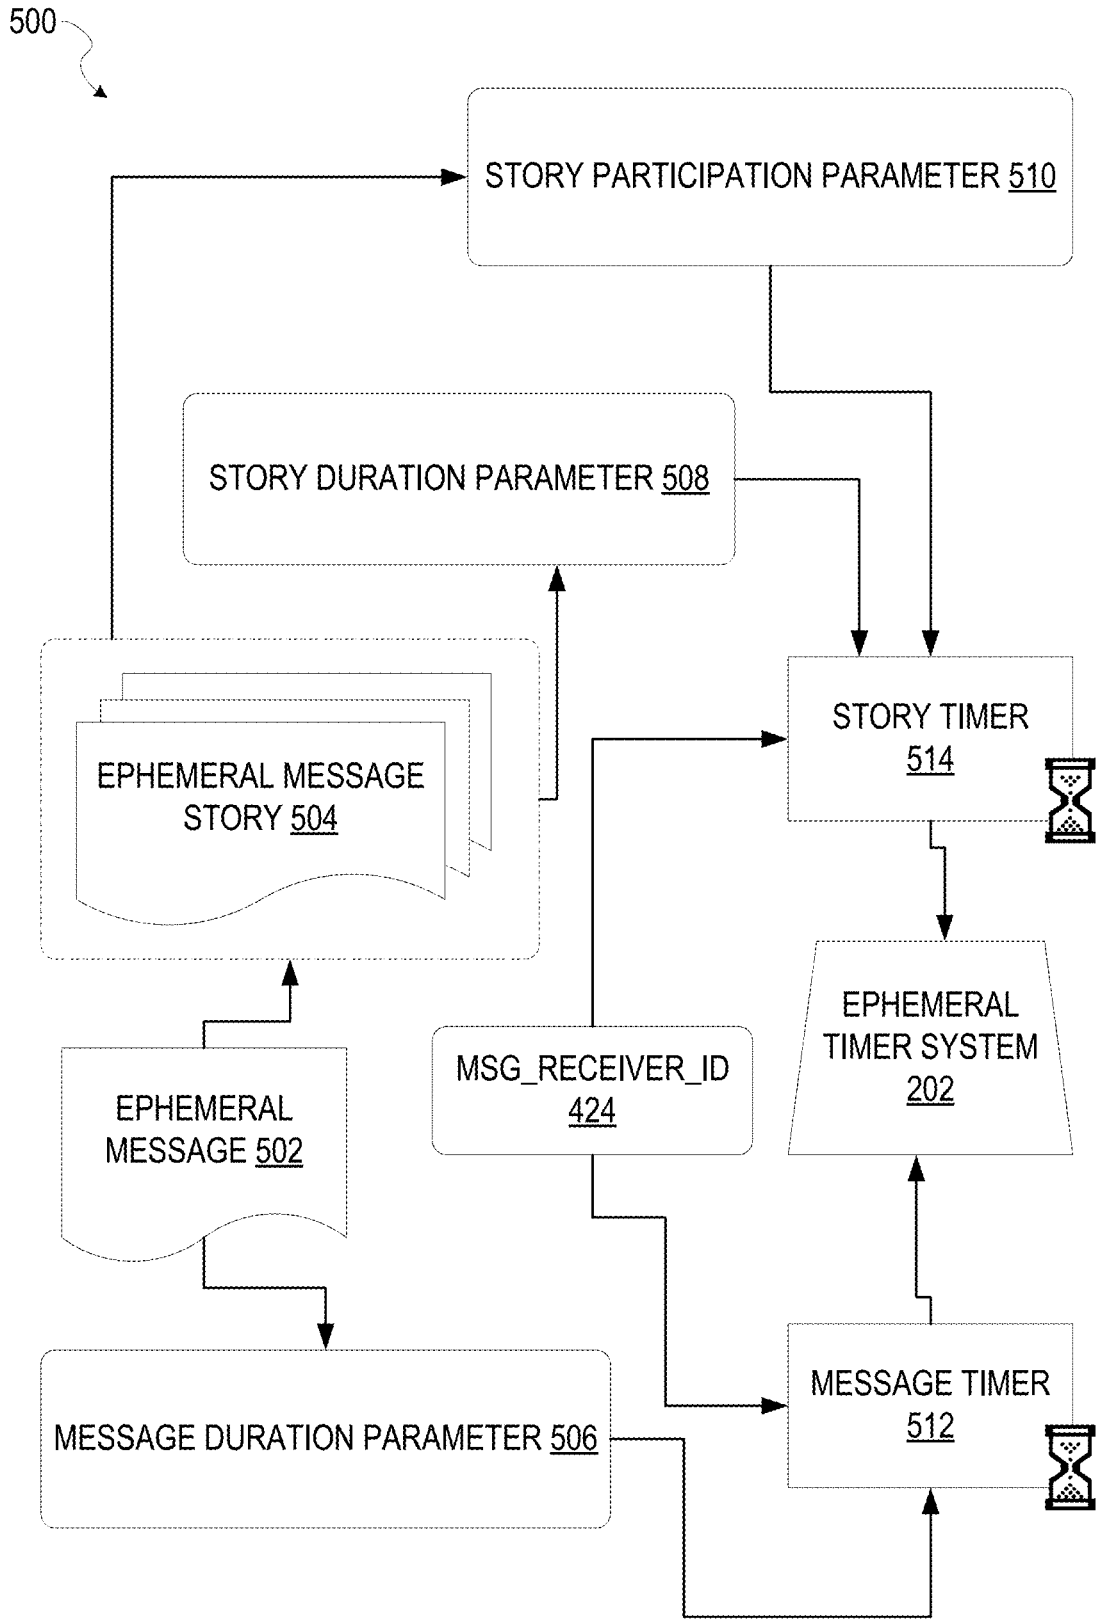 500
STORY PARTICIPATION PARAMETER 510
STORY DURATION PARAMETER 508
STORY TIMER
514
EPHEMERAL MESSAGE
STORY 504
EPHEMERAL
TIMER SYSTEM
202
MSG_RECEIVER_ID
424
EPHEMERAL
MESSAGE 502
MESSAGE TIMER
512
MESSAGE DURATION PARAMETER 506